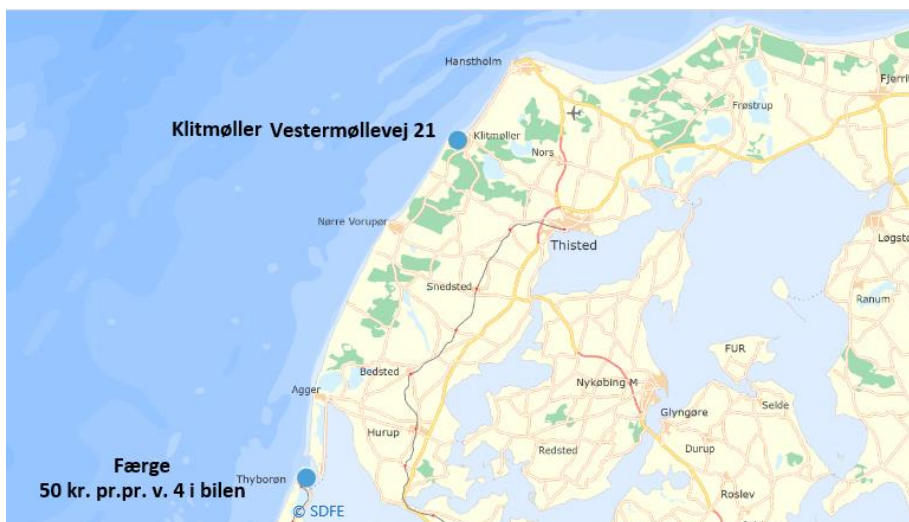 Hanstholm
Fjerri
Frøstrup
Klitmøller Vestermøllevej 21
Klitmøller
Nors
Nørre Vorupør
Thisted
Løgstø
Snedsted
Ranum
FUR
Bedsted
Nykøbing M
Agger
Selde
Glyngøre
Hurup
Redsted
Durup
Færge
Thyborøn
50 kr. pr.pr. v. 4 i bilen
Roslev
© SDFE